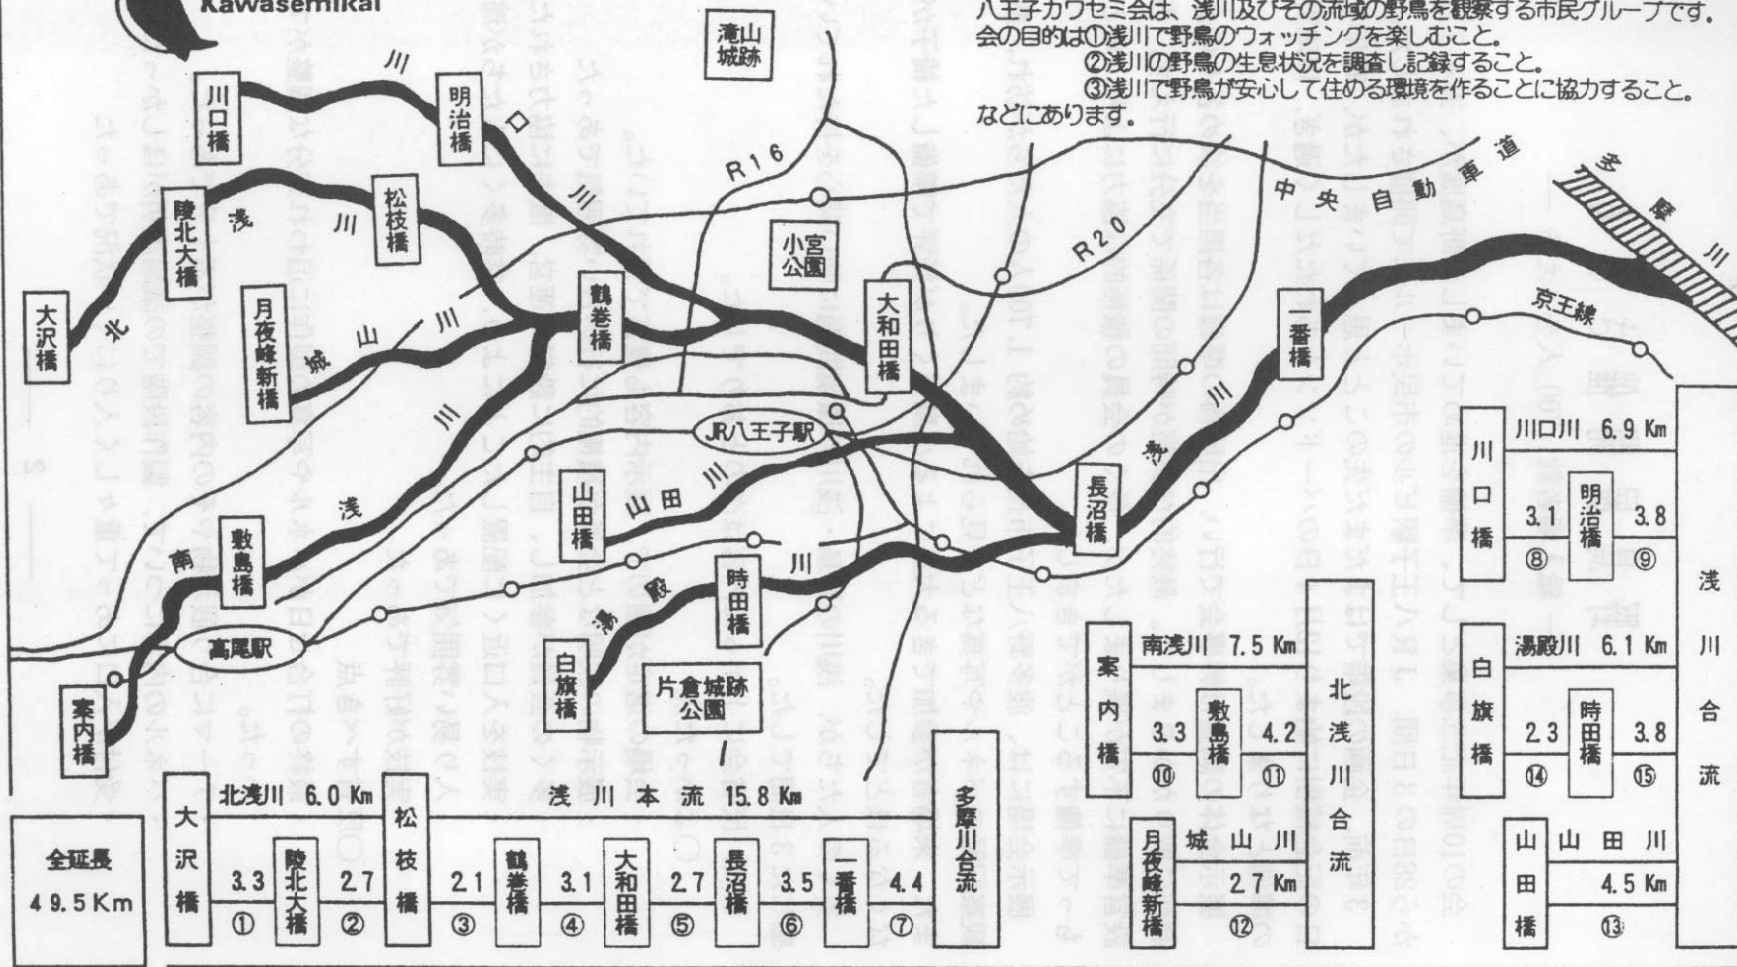 Kawasemikai
八王子カワセミ会は、浅川及びその流域の野鳥を観察する市民グループです。
会の目的は①浅川で野鳥のウォッチングを楽しむこと。
②浅川の野鳥の生息状況を調査し記録すること。
③浅川で野鳥が安心して住める環境を作ることに協力すること。
などにあります。
滝山城跡
川口橋
川
明治橋
川
R16
中央自動車道
多摩川
陵北大橋
浅
川
松枝橋
小宮公園
R20
大沢橋
北
月夜峰新橋
城山川
鶴巻橋
大和田橋
一番橋
京王線
JR八王子駅
川
浅
川
浅
南
敷島橋
山田橋
山田川
長沼橋
高尾駅
時田橋
湯殿川
白旗橋
片倉城跡公園
案内橋
川口橋
川口川 6.9 Km
3.1
明治橋
3.8
⑧
⑨
浅川合流
案内橋
南浅川 7.5 Km
3.3
敷島橋
4.2
⑩
⑪
北浅川合流
白旗橋
湯殿川 6.1 Km
2.3
時田橋
3.8
⑭
⑮
月夜峰新橋
城山川
2.7 Km
⑫
山田橋
山田川
4.5 Km
⑬
全延長
49.5Km
大沢橋
北浅川 6.0 Km
松枝橋
浅川本流 15.8 Km
多摩川合流
3.3
陵北大橋
2.7
2.1
鶴巻橋
3.1
大和田橋
2.7
長沼橋
3.5
一番橋
4.4
①
②
③
④
⑤
⑥
⑦